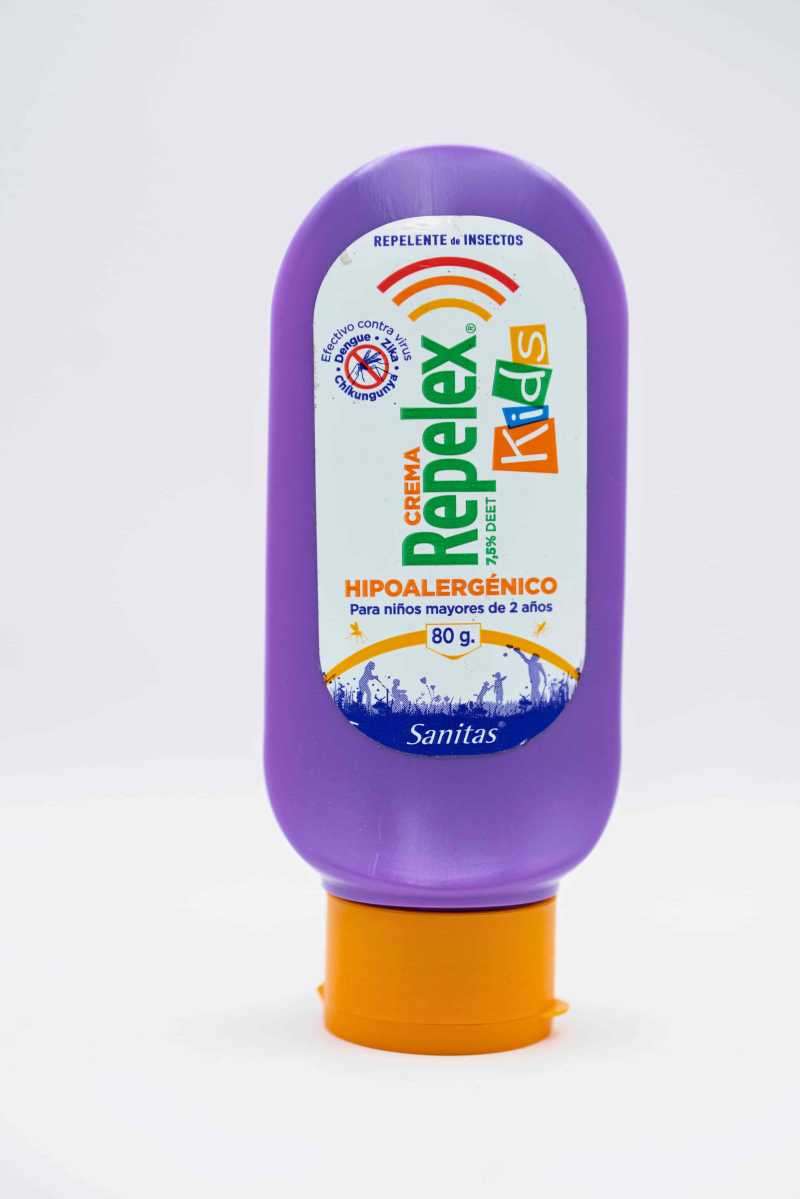 REPELENTE de INSECTOS
Efectivo contra virus
Dengue • Zika •
Chikungunya •
CREMA
Repelex®
Kids
7,5% DEET
HIPOALERGÉNICO
Para niños mayores de 2 años
80 g.
Sanitas®